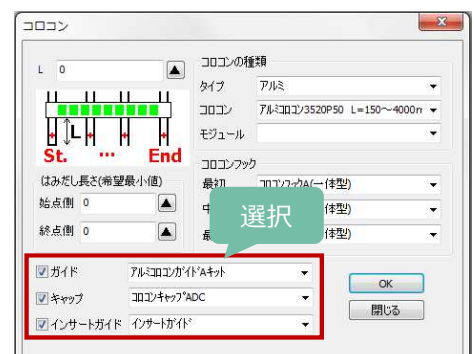 コロコン
L 0
コロコンの種類
タイプ アルミ
コロコン アルミコロコン3520P50 L=150～4000m
モジュール
L
St. … End
コロコンフック
はみだし長さ(希望最小値)
最初 コロコンフックA(一体型)
始点側 0
中 体型)
終点側 0
最 体型)
選択
ガイド アルミコロコンガイドAキット
キャップ コロコンキャップADC
インサートガイド インサートガイド
OK
閉じる